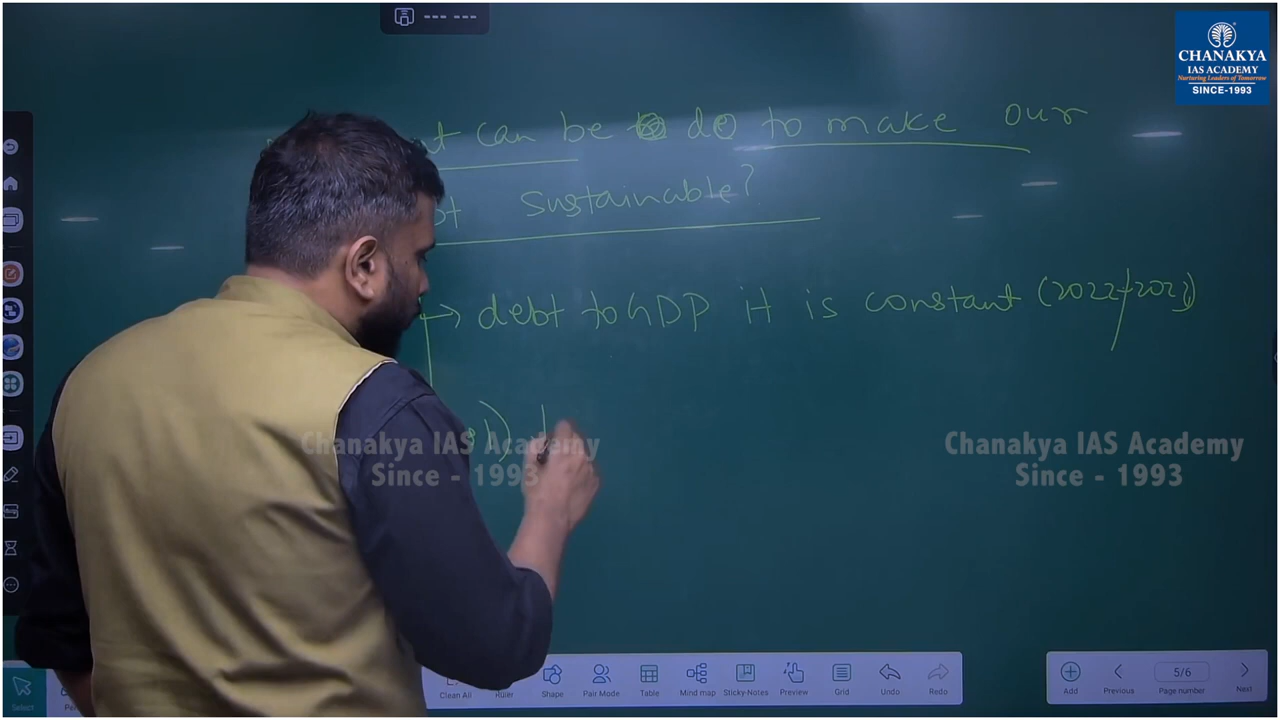 CHANAKYA
IAS ACADEMY
Nurturing Leaders of Tomorrow
SINCE-1993
t can be do to make our
bt Sustainable?
→ debt to GDP it is constant (2022-2023)
Chanakya IAS Academy
Since - 1993
Chanakya IAS Academy
Since - 1993
Select
Clean All Ruler Shape Pair Mode Table Mind map Sticky-Notes Preview Grid Undo Redo
Add Previous 5/6 Page number Next